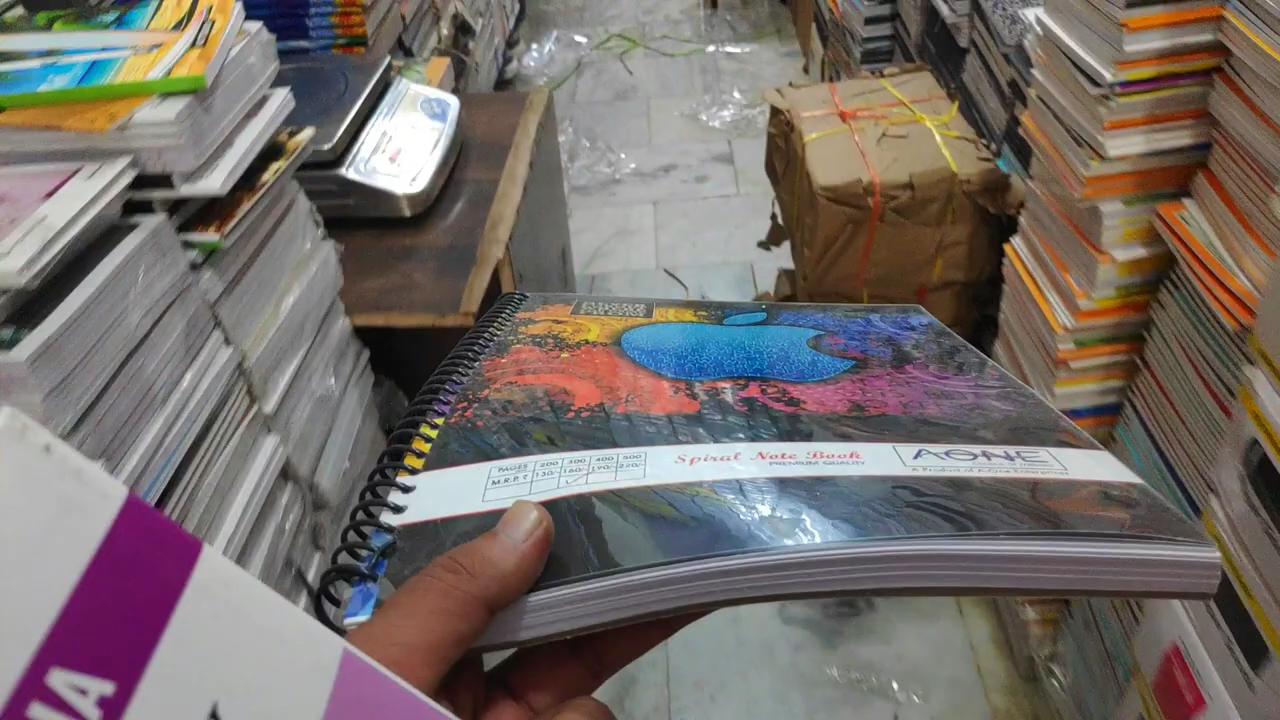 PAGES 200 300 400 500
M.R.P. ₹ 130/- 160/- 190/- 220/-
Spiral Note Book
PREMIUM QUALITY
AONE
A Product of A-One Enterprises